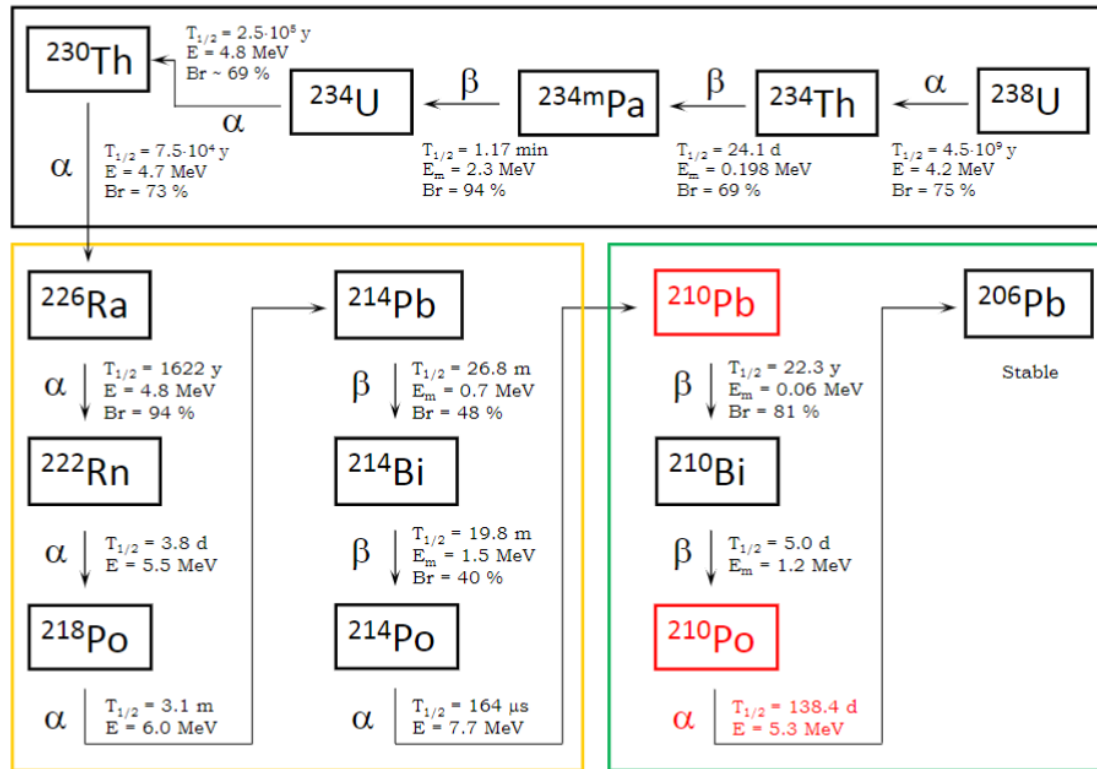 ²³⁰Th
T₁/₂ = 2.5·10⁵ y
E = 4.8 MeV
Br ~ 69 %
α
²³⁴U
β
²³⁴ᵐPa
β
²³⁴Th
α
²³⁸U
α
T₁/₂ = 7.5·10⁴ y
E = 4.7 MeV
Br = 73 %
T₁/₂ = 1.17 min
Eₘ = 2.3 MeV
Br = 94 %
T₁/₂ = 24.1 d
Eₘ = 0.198 MeV
Br = 69 %
T₁/₂ = 4.5·10⁹ y
E = 4.2 MeV
Br = 75 %
²²⁶Ra
α
T₁/₂ = 1622 y
E = 4.8 MeV
Br = 94 %
²²²Rn
α
T₁/₂ = 3.8 d
E = 5.5 MeV
²¹⁸Po
α
T₁/₂ = 3.1 m
E = 6.0 MeV
²¹⁴Pb
β
T₁/₂ = 26.8 m
Eₘ = 0.7 MeV
Br = 48 %
²¹⁴Bi
β
T₁/₂ = 19.8 m
Eₘ = 1.5 MeV
Br = 40 %
²¹⁴Po
α
T₁/₂ = 164 µs
E = 7.7 MeV
²¹⁰Pb
β
T₁/₂ = 22.3 y
Eₘ = 0.06 MeV
Br = 81 %
²¹⁰Bi
β
T₁/₂ = 5.0 d
Eₘ = 1.2 MeV
²¹⁰Po
α
T₁/₂ = 138.4 d
E = 5.3 MeV
²⁰⁶Pb
Stable